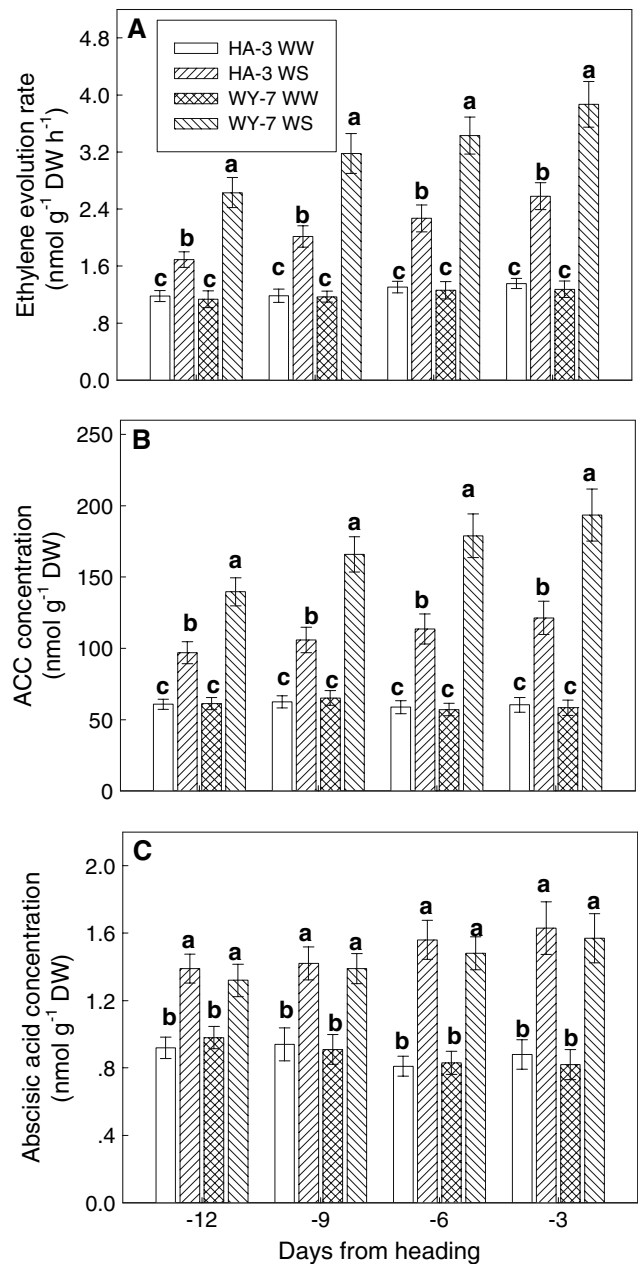 A
HA-3 WW
HA-3 WS
WY-7 WW
WY-7 WS
Ethylene evolution rate
(nmol g⁻¹ DW h⁻¹)
4.8
4.0
3.2
2.4
1.6
.8
0.0
c b c a
c b c a
c b c a
c b c a
B
ACC concentration
(nmol g⁻¹ DW)
250
200
150
100
50
0
c b c a
c b c a
c b c a
c b c a
C
Abscisic acid concentration
(nmol g⁻¹ DW)
2.0
1.6
1.2
.8
.4
0.0
b a b a
b a b a
b a b a
b a b a
-12 -9 -6 -3
Days from heading